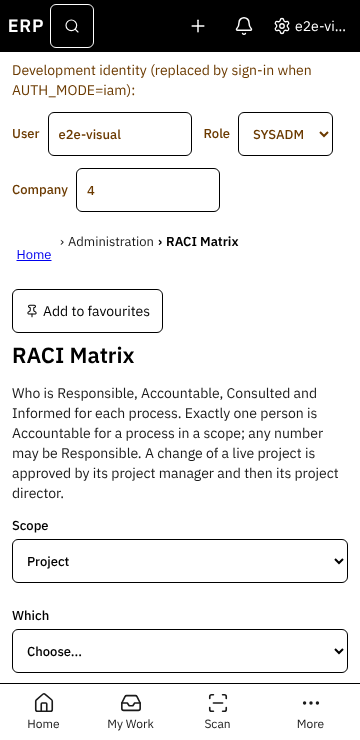 ERP
e2e-vi...
Development identity (replaced by sign-in when
AUTH_MODE=iam):
User
e2e-visual
Role
SYSADM
Company
4
Home
› Administration › RACI Matrix
Add to favourites
RACI Matrix
Who is Responsible, Accountable, Consulted and
Informed for each process. Exactly one person is
Accountable for a process in a scope; any number
may be Responsible. A change of a live project is
approved by its project manager and then its project
director.
Scope
Project
Which
Choose...
Home
My Work
Scan
More